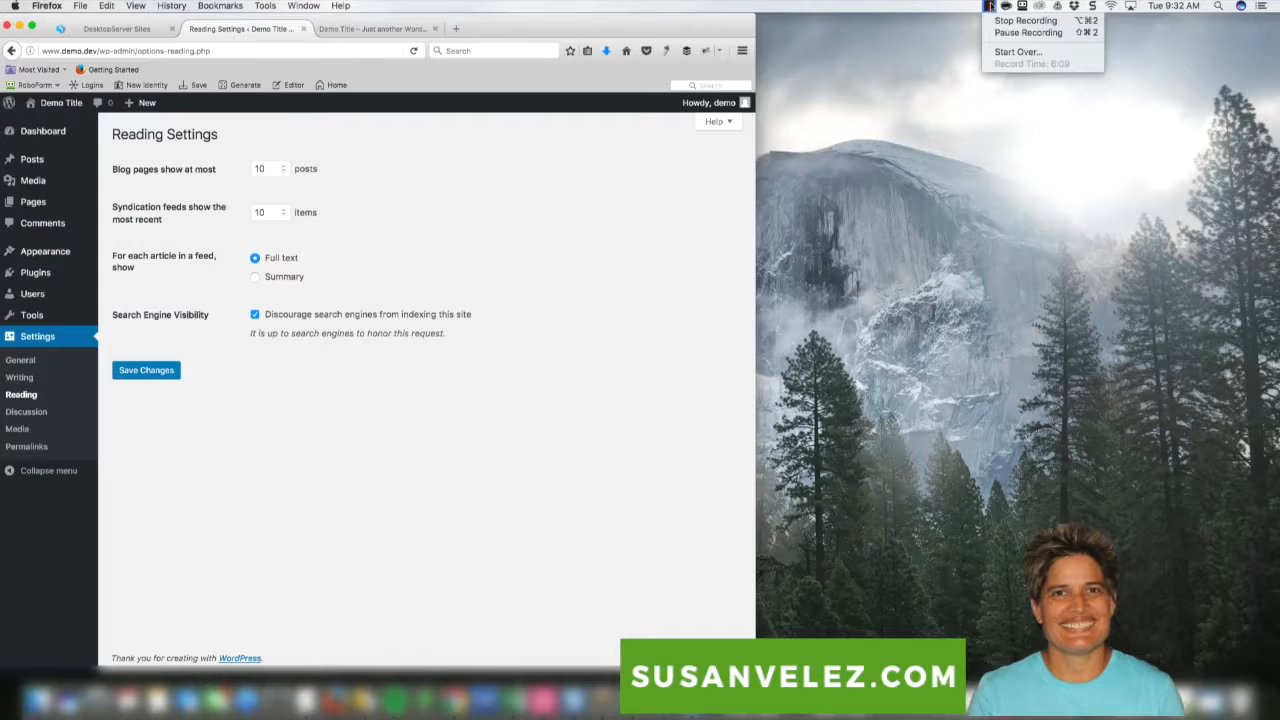 Firefox File Edit View History Bookmarks Tools Window Help
Tue 9:32 AM
DesktopServer Sites
Reading Settings ‹ Demo Title ...
Demo Title – Just another Word...
www.demo.dev/wp-admin/options-reading.php
Search
Most Visited
Getting Started
RoboForm
Logins
New Identity
Save
Generate
Editor
Home
Search
Demo Title
0
New
Howdy, demo
Help
Dashboard
Posts
Media
Pages
Comments
Appearance
Plugins
Users
Tools
Settings
General
Writing
Reading
Discussion
Media
Permalinks
Collapse menu
Reading Settings
Blog pages show at most
10 posts
Syndication feeds show the
most recent
10 items
For each article in a feed,
show
Full text
Summary
Search Engine Visibility
Discourage search engines from indexing this site
It is up to search engines to honor this request.
Save Changes
Thank you for creating with WordPress.
Stop Recording ⌥⌘2
Pause Recording ⇧⌘2
Start Over...
Record Time: 6:09
SUSANVELEZ.COM